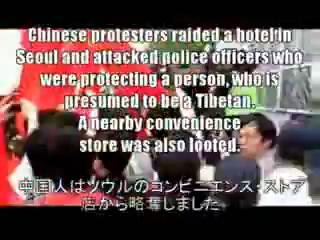 Chinese protesters raided a hotel in
Seoul and attacked police officers who
were protecting a person, who is
presumed to be a Tibetan.
A nearby convenience
store was also looted.
中国人はソウルのコンビニエンス・ストア
店から略奪しました。